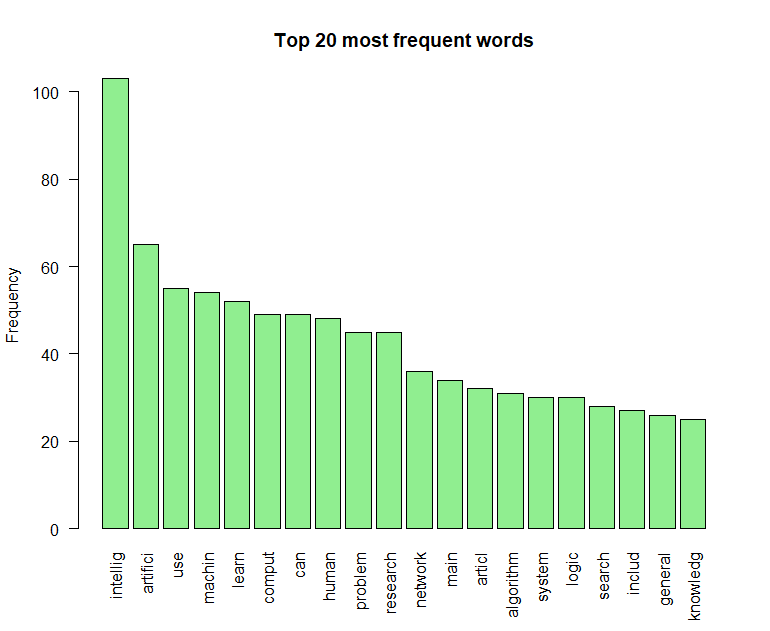 Top 20 most frequent words
Frequency
100
80
60
40
20
0
intellig
artifici
use
machin
learn
comput
can
human
problem
research
network
main
articl
algorithm
system
logic
search
includ
general
knowledg